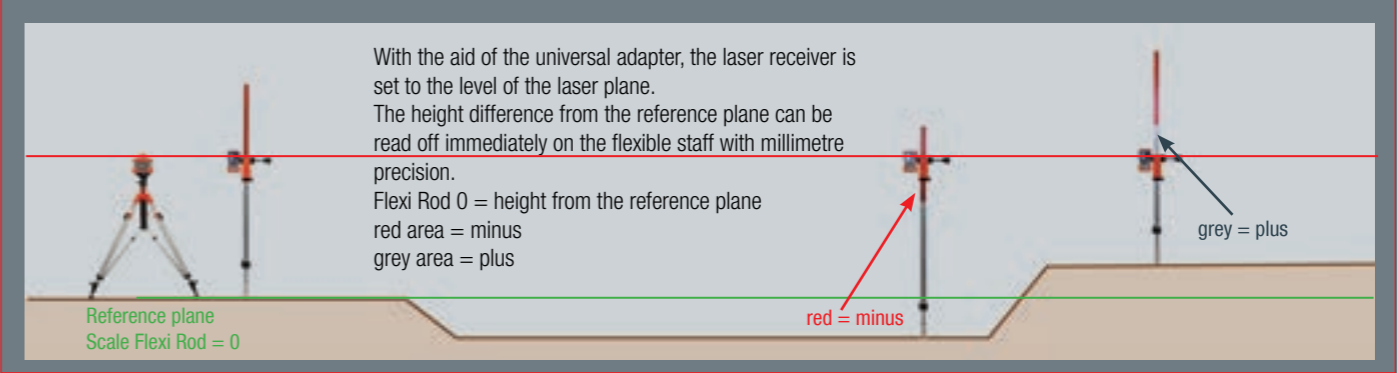 With the aid of the universal adapter, the laser receiver is
set to the level of the laser plane.
The height difference from the reference plane can be
read off immediately on the flexible staff with millimetre
precision.
Flexi Rod 0 = height from the reference plane
red area = minus
grey area = plus
grey = plus
red = minus
Reference plane
Scale Flexi Rod = 0